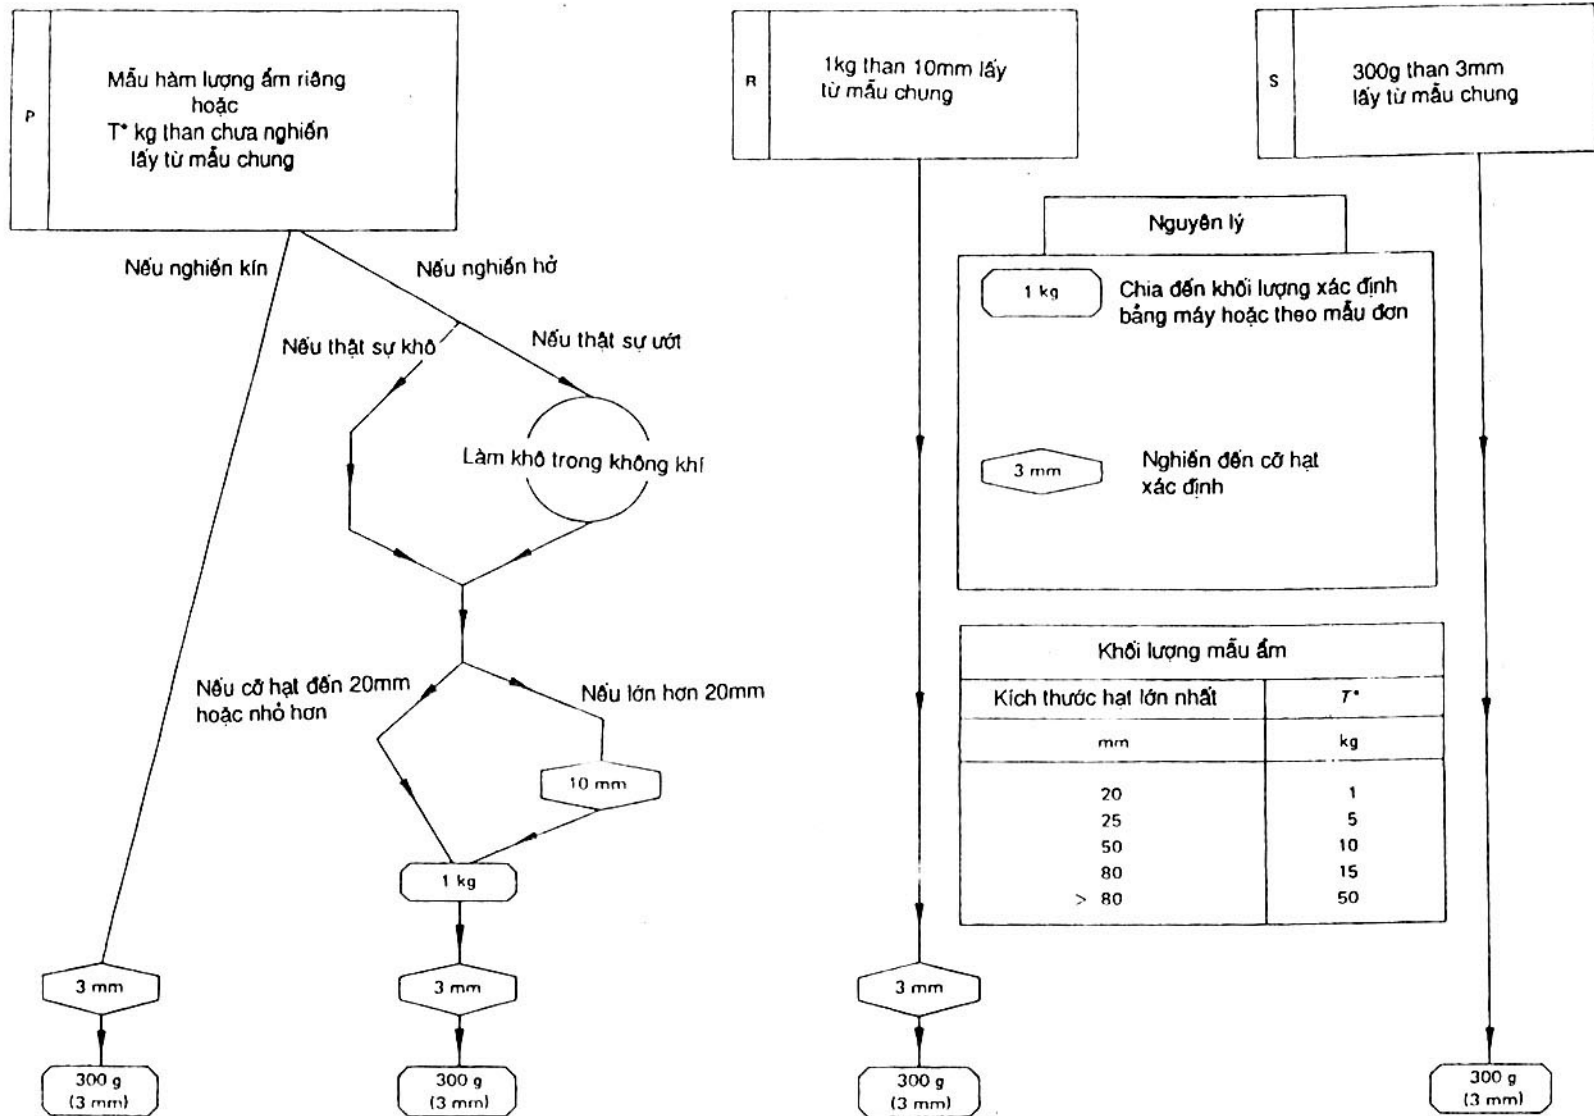 P
Mẫu hàm lượng ẩm riêng
hoặc
T* kg than chưa nghiền
lấy từ mẫu chung
R
1kg than 10mm lấy
từ mẫu chung
S
300g than 3mm
lấy từ mẫu chung
Nếu nghiền kín
Nếu nghiền hở
Nếu thật sự khô
Nếu thật sự ướt
Làm khô trong không khí
Nếu cỡ hạt đến 20mm
hoặc nhỏ hơn
Nếu lớn hơn 20mm
10 mm
1 kg
3 mm
300 g
(3 mm)
3 mm
300 g
(3 mm)
Nguyên lý
1 kg
Chia đến khối lượng xác định
bằng máy hoặc theo mẫu đơn
3 mm
Nghiền đến cỡ hạt
xác định
Khối lượng mẫu ẩm
Kích thước hạt lớn nhất T*
mm kg
20 1
25 5
50 10
80 15
> 80 50
3 mm
300 g
(3 mm)
300 g
(3 mm)